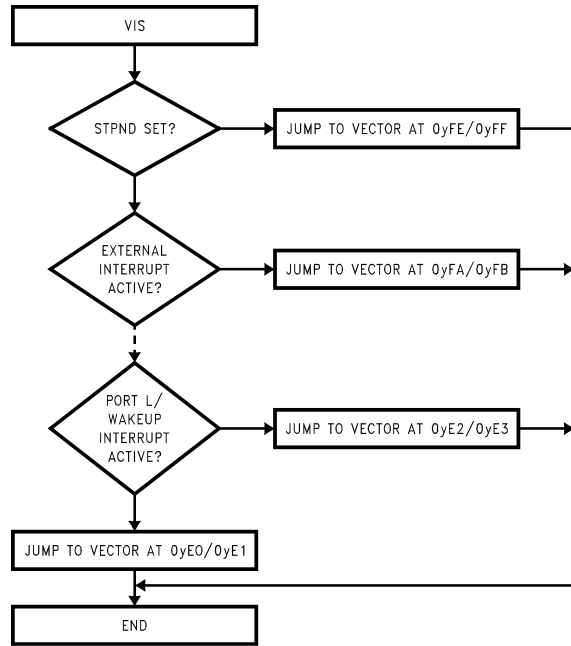 VIS
STPND SET?
JUMP TO VECTOR AT 0yFE/0yFF
EXTERNAL
INTERRUPT
ACTIVE?
JUMP TO VECTOR AT 0yFA/0yFB
PORT L/
WAKEUP
INTERRUPT
ACTIVE?
JUMP TO VECTOR AT 0yE2/0yE3
JUMP TO VECTOR AT 0yE0/0yE1
END